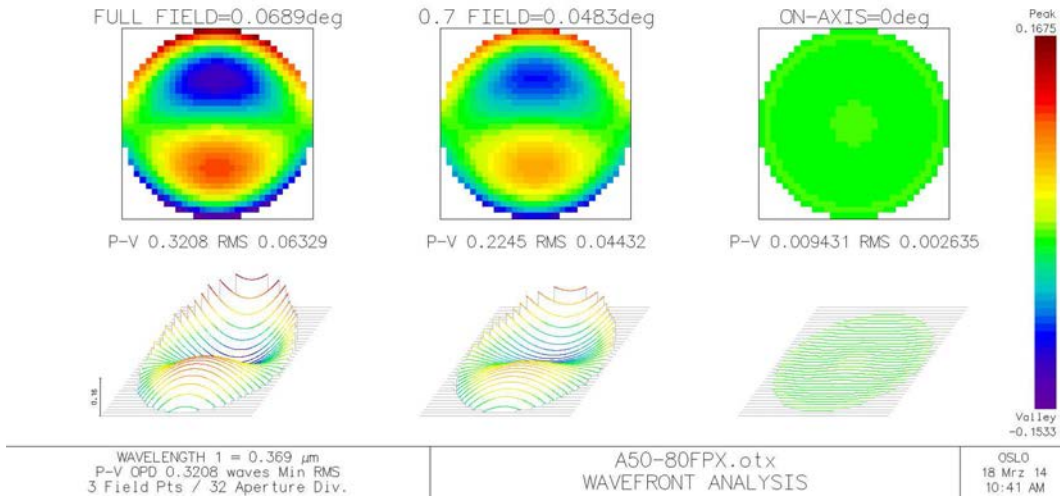 FULL FIELD=0.0689deg
0.7 FIELD=0.0483deg
ON-AXIS=0deg
Peak
0.1675
P-V 0.3208 RMS 0.06329
P-V 0.2245 RMS 0.04432
P-V 0.009431 RMS 0.002635
0.16
Valley
-0.1533
WAVELENGTH 1 = 0.369 µm
P-V OPD 0.3208 waves Min RMS
3 Field Pts / 32 Aperture Div.
A50-80FPX.otx
WAVEFRONT ANALYSIS
OSLO
18 Mrz 14
10:41 AM